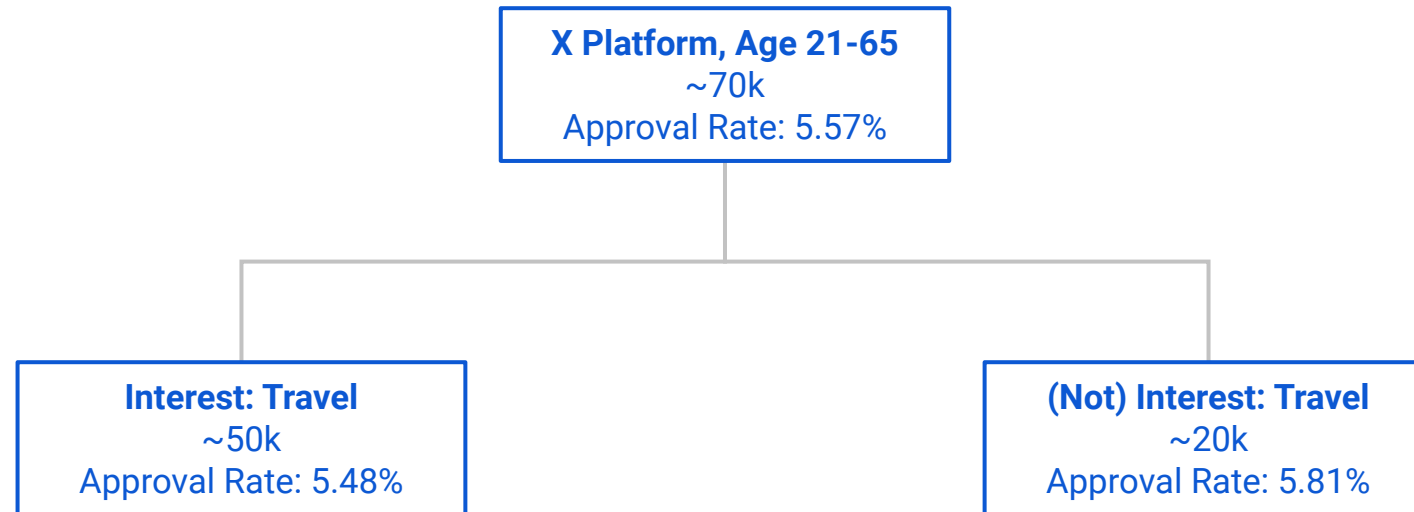 X Platform, Age 21-65
~70k
Approval Rate: 5.57%
Interest: Travel
~50k
Approval Rate: 5.48%
(Not) Interest: Travel
~20k
Approval Rate: 5.81%